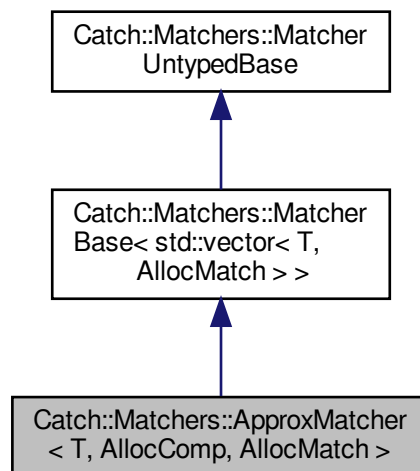 Catch::Matchers::Matcher
UntypedBase
Catch::Matchers::Matcher
Base< std::vector< T,
AllocMatch > >
Catch::Matchers::ApproxMatcher
< T, AllocComp, AllocMatch >